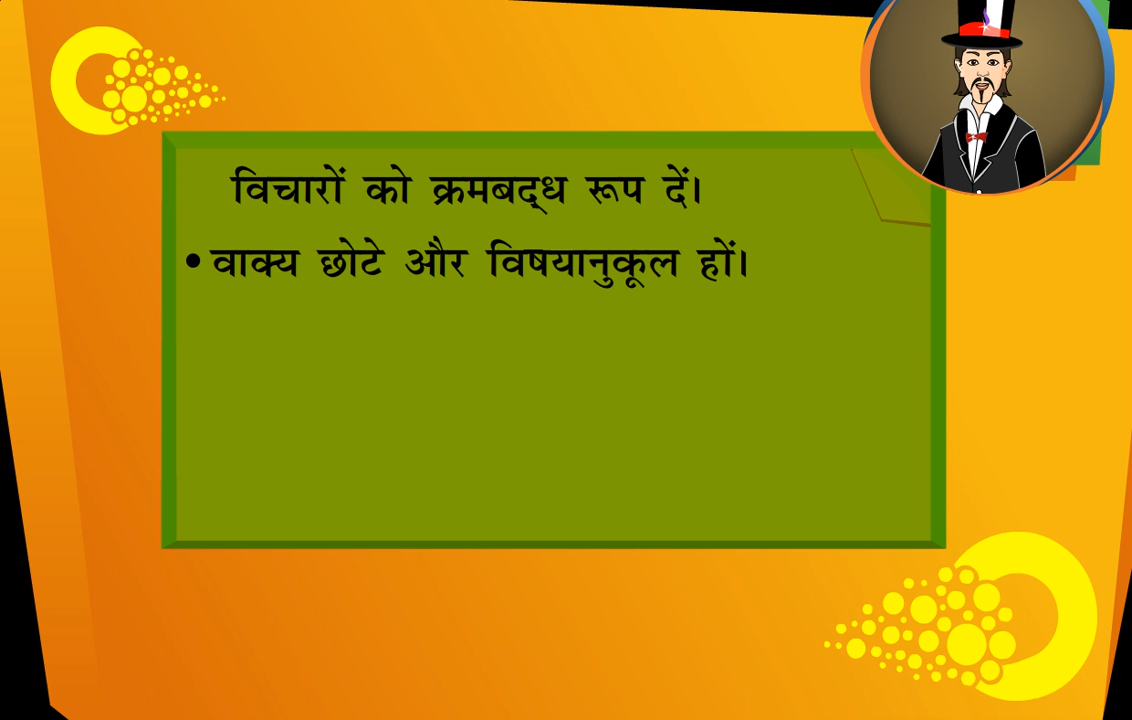 विचारों को क्रमबद्ध रूप दें।
•वाक्य छोटे और विषयानुकूल हों।